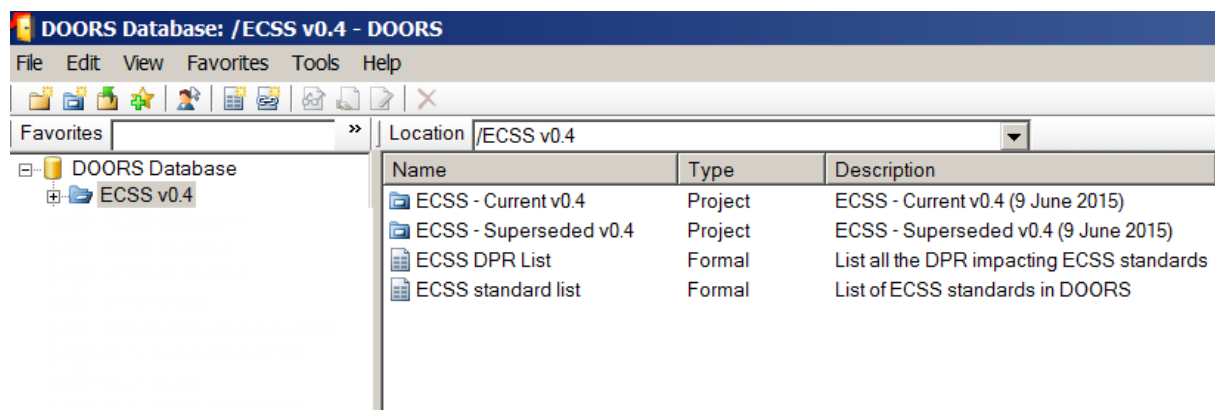 DOORS Database: /ECSS v0.4 - DOORS
File Edit View Favorites Tools Help
Favorites » Location /ECSS v0.4
DOORS Database
ECSS v0.4
Name Type Description
ECSS - Current v0.4 Project ECSS - Current v0.4 (9 June 2015)
ECSS - Superseded v0.4 Project ECSS - Superseded v0.4 (9 June 2015)
ECSS DPR List Formal List all the DPR impacting ECSS standards
ECSS standard list Formal List of ECSS standards in DOORS